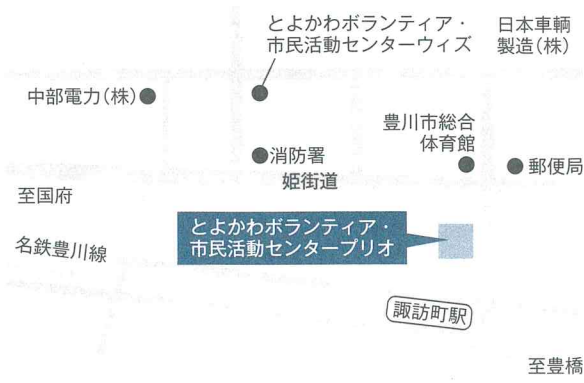 とよかわボランティア・
市民活動センターウィズ
日本車輌
製造(株)
中部電力(株)
豊川市総合
体育館
消防署
郵便局
姫街道
至国府
とよかわボランティア・
市民活動センタープリオ
名鉄豊川線
諏訪町駅
至豊橋